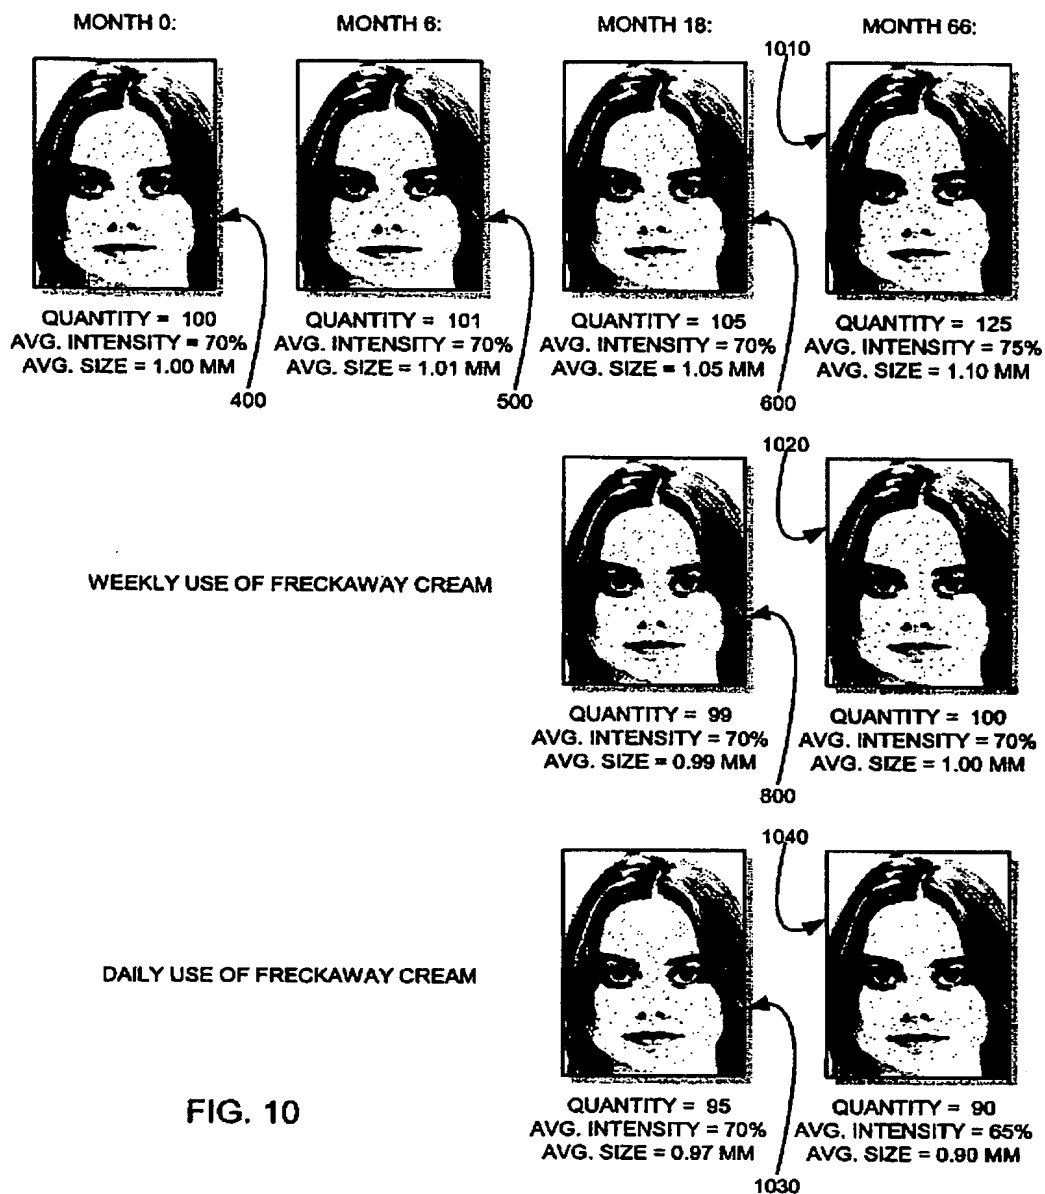 MONTH 0:
MONTH 6:
MONTH 18:
MONTH 66:
1010
QUANTITY = 100
AVG. INTENSITY = 70%
AVG. SIZE = 1.00 MM
400
QUANTITY = 101
AVG. INTENSITY = 70%
AVG. SIZE = 1.01 MM
500
QUANTITY = 105
AVG. INTENSITY = 70%
AVG. SIZE = 1.05 MM
600
QUANTITY = 125
AVG. INTENSITY = 75%
AVG. SIZE = 1.10 MM
1020
WEEKLY USE OF FRECKAWAY CREAM
QUANTITY = 99
AVG. INTENSITY = 70%
AVG. SIZE = 0.99 MM
800
QUANTITY = 100
AVG. INTENSITY = 70%
AVG. SIZE = 1.00 MM
1040
DAILY USE OF FRECKAWAY CREAM
QUANTITY = 95
AVG. INTENSITY = 70%
AVG. SIZE = 0.97 MM
1030
QUANTITY = 90
AVG. INTENSITY = 65%
AVG. SIZE = 0.90 MM
FIG. 10